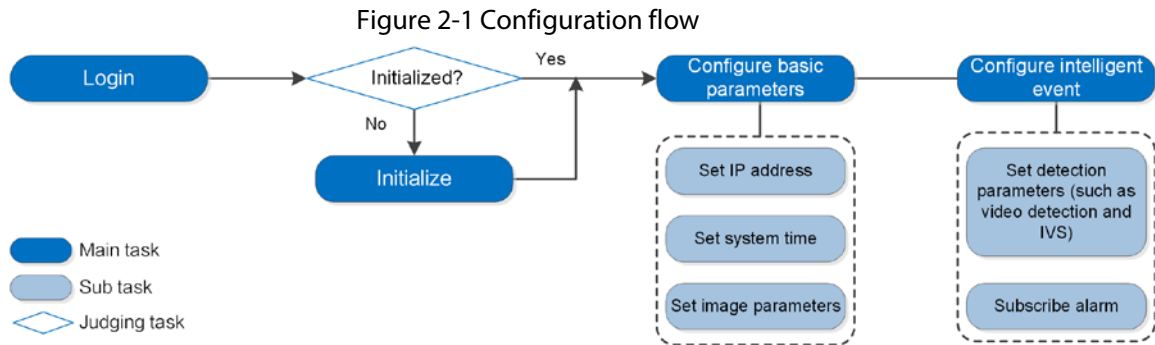 Figure 2-1 Configuration flow
Login
Initialized?
Yes
No
Initialize
Configure basic
parameters
Set IP address
Set system time
Set image parameters
Configure intelligent
event
Set detection
parameters (such as
video detection and
IVS)
Subscribe alarm
Main task
Sub task
Judging task